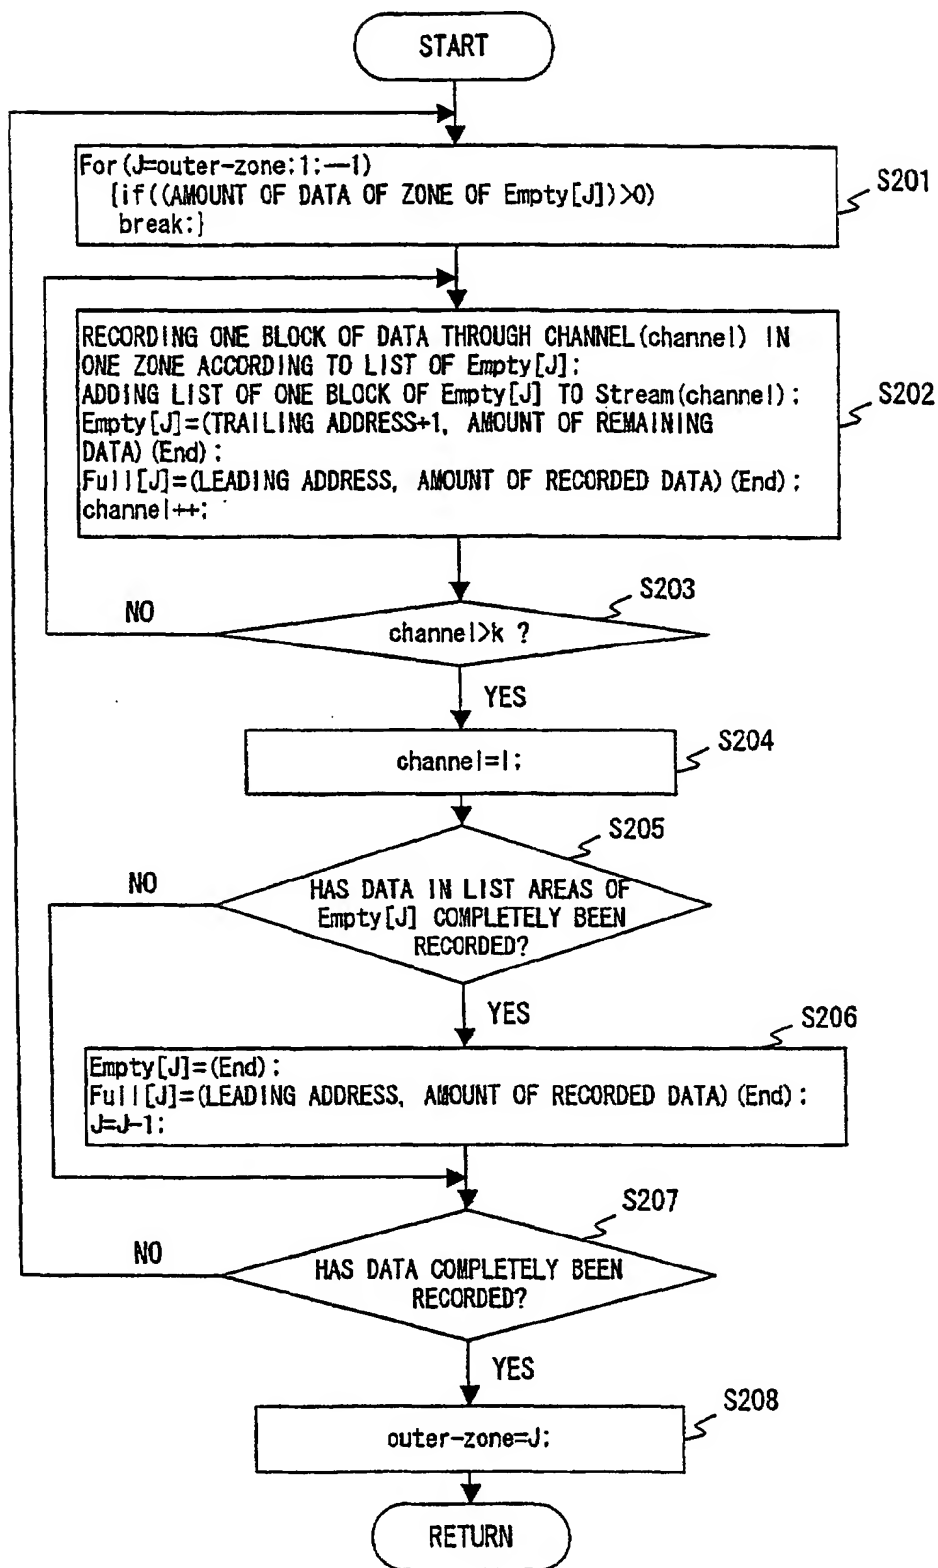 START
For(J=outer-zone:1:--1)
{if((AMOUNT OF DATA OF ZONE OF Empty[J])>0)
break:}
S201
RECORDING ONE BLOCK OF DATA THROUGH CHANNEL(channel) IN
ONE ZONE ACCORDING TO LIST OF Empty[J]:
ADDING LIST OF ONE BLOCK OF Empty[J] TO Stream(channel):
Empty[J]=(TRAILING ADDRESS+1, AMOUNT OF REMAINING
DATA)(End):
Full[J]=(LEADING ADDRESS, AMOUNT OF RECORDED DATA)(End):
channel++:
S202
S203
NO
channel>k ?
YES
S204
channel=1:
S205
NO
HAS DATA IN LIST AREAS OF
Empty[J] COMPLETELY BEEN
RECORDED?
YES
S206
Empty[J]=(End):
Full[J]=(LEADING ADDRESS, AMOUNT OF RECORDED DATA)(End):
J=J-1:
S207
NO
HAS DATA COMPLETELY BEEN
RECORDED?
YES
S208
outer-zone=J:
RETURN